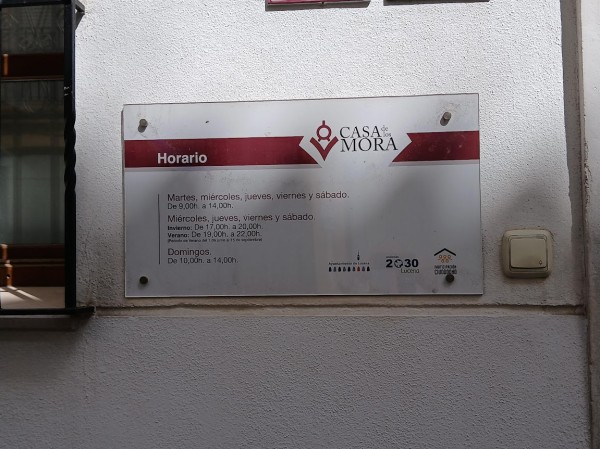 Horario
CASA de los
MORA
Martes, miércoles, jueves, viernes y sábado.
De 9,00h. a 14,00h.
Miércoles, jueves, viernes y sábado.
Invierno: De 17,00h. a 20,00h.
Verano: De 19,00h. a 22,00h.
Domingos.
De 10,00h. a 14,00h.
2030
Lucena
CIUDADANO